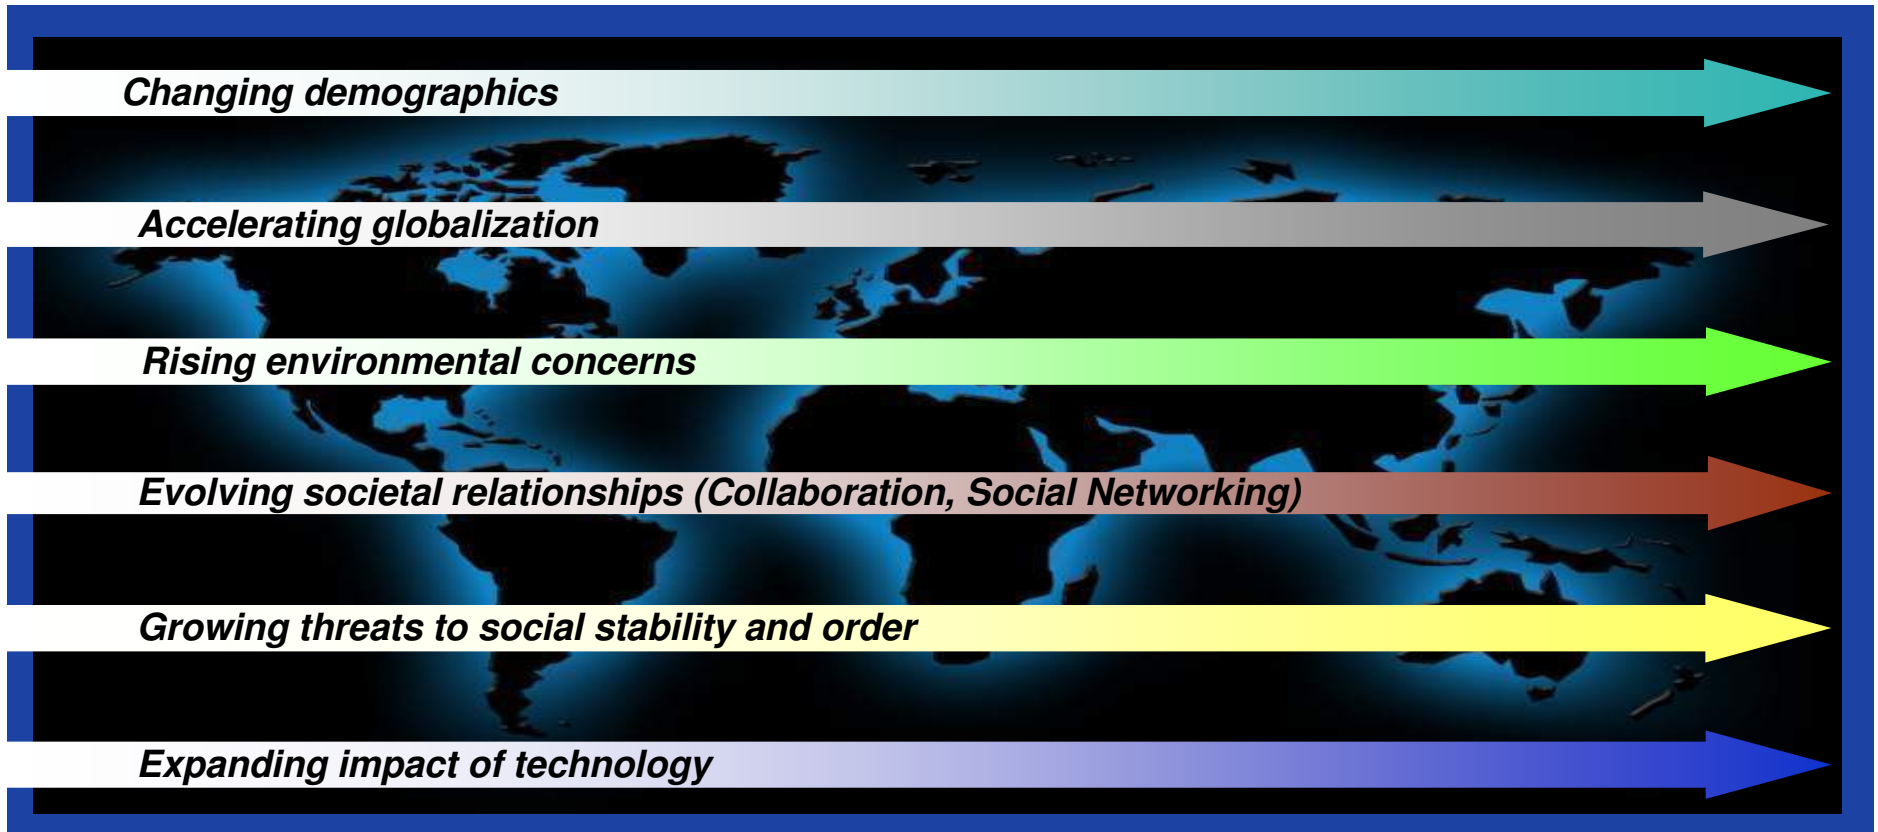 Changing demographics
Accelerating globalization
Rising environmental concerns
Evolving societal relationships (Collaboration, Social Networking)
Growing threats to social stability and order
Expanding impact of technology